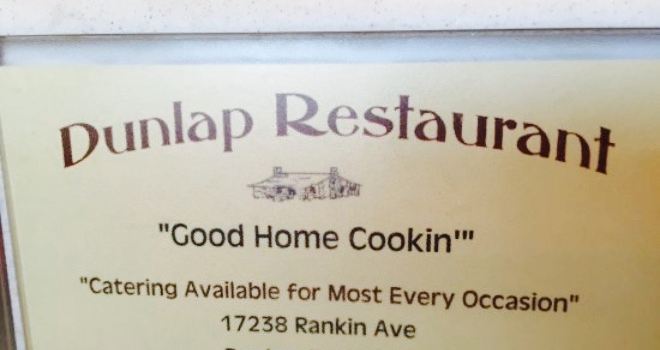 Dunlap Restaurant
"Good Home Cookin'"
"Catering Available for Most Every Occasion"
17238 Rankin Ave